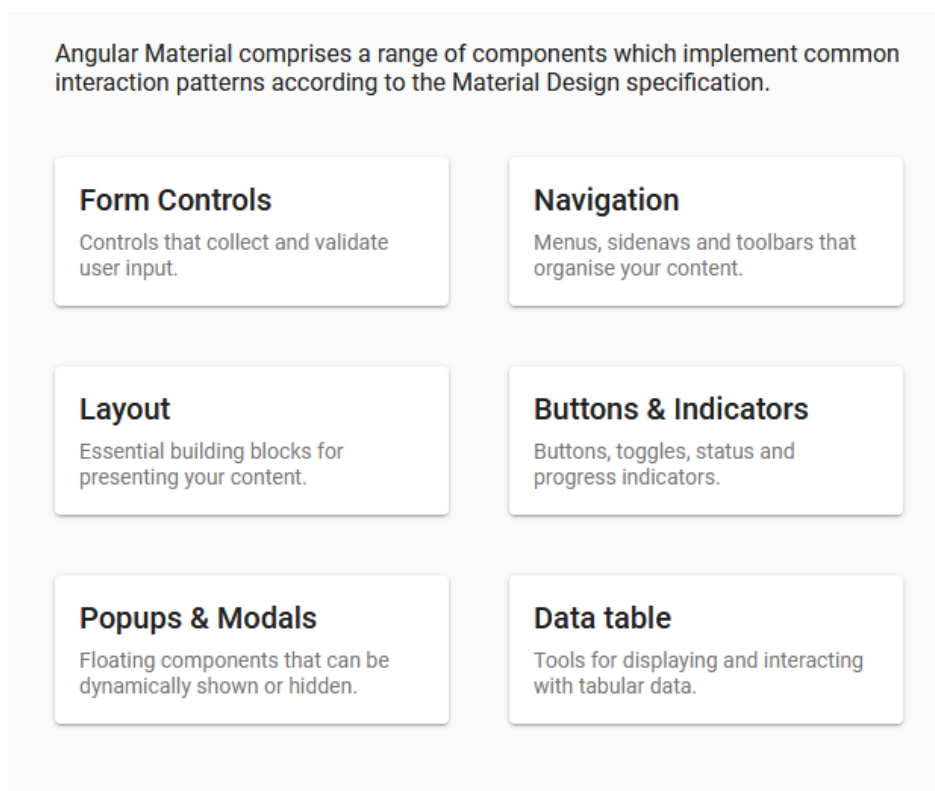 Angular Material comprises a range of components which implement common
interaction patterns according to the Material Design specification.
Form Controls
Controls that collect and validate
user input.
Navigation
Menus, sidenavs and toolbars that
organise your content.
Layout
Essential building blocks for
presenting your content.
Buttons & Indicators
Buttons, toggles, status and
progress indicators.
Popups & Modals
Floating components that can be
dynamically shown or hidden.
Data table
Tools for displaying and interacting
with tabular data.